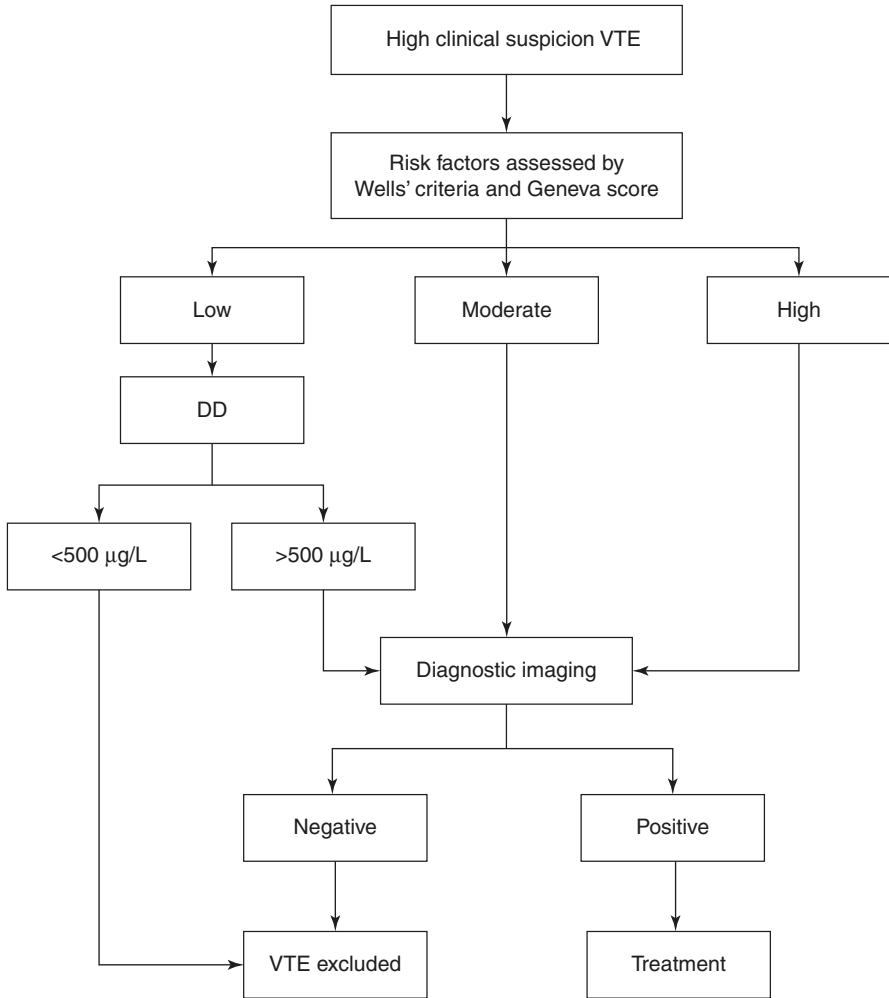 High clinical suspicion VTE
Risk factors assessed by
Wells' criteria and Geneva score
Low
Moderate
High
DD
<500 μg/L
>500 μg/L
Diagnostic imaging
Negative
Positive
VTE excluded
Treatment